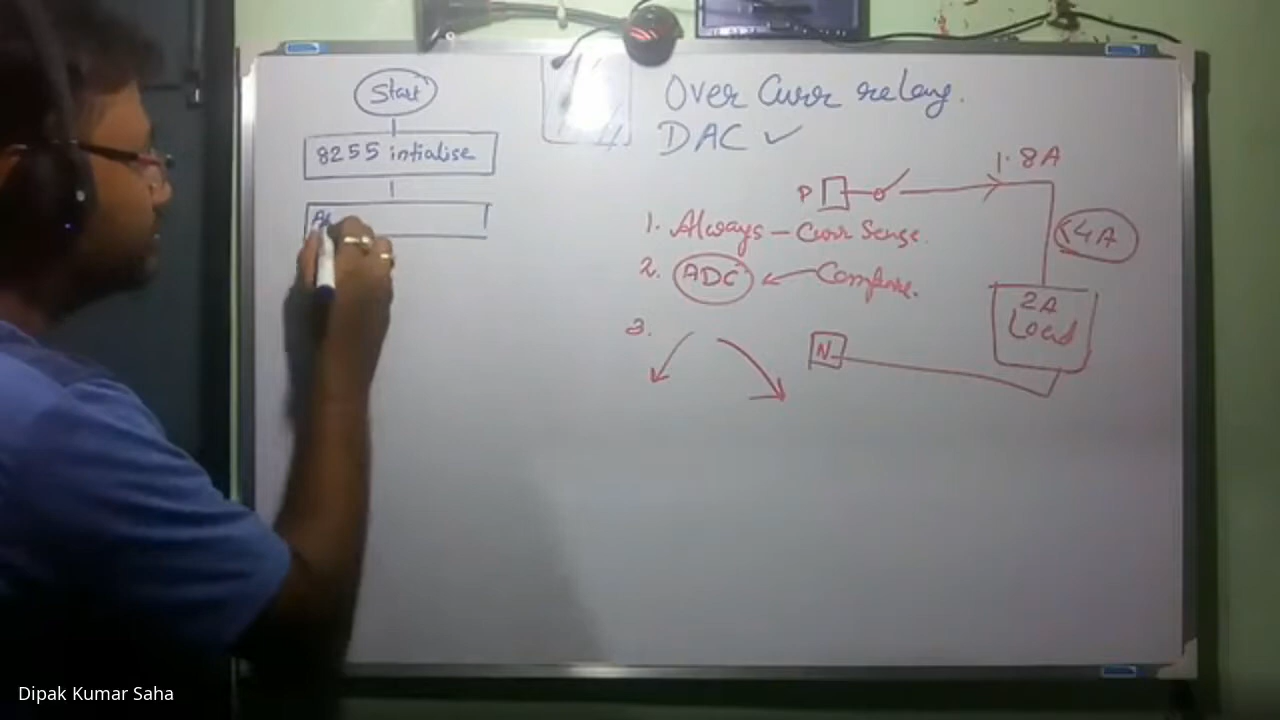 Start
8255 intialise
Over Curr relay.
DAC ✓
1.8A
P
1. Always – Curr Sense.
<4A
2. ADC ← Compare.
2A
Load
3.
N
Dipak Kumar Saha